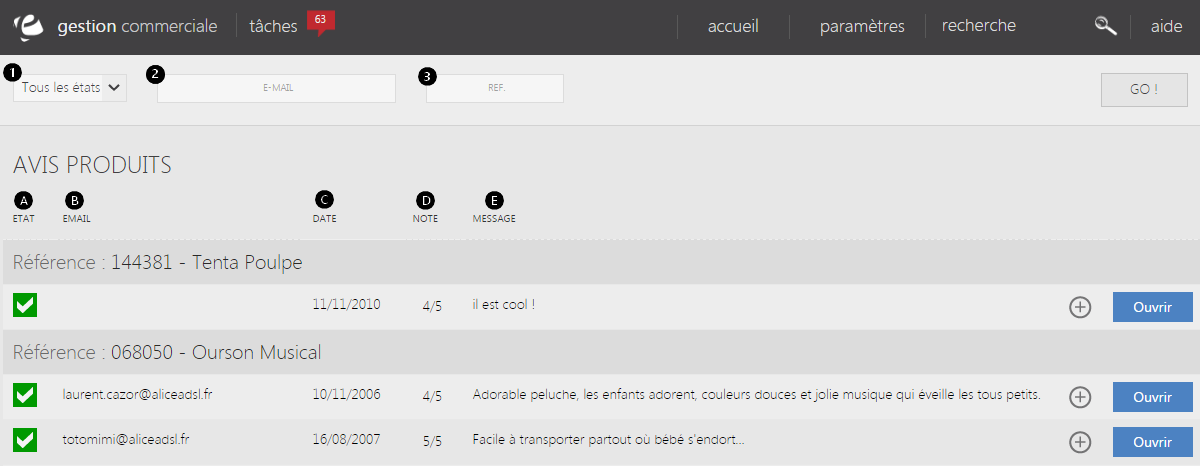 e gestion commerciale tâches 63 accueil paramètres recherche aide
1 Tous les états 2 E-MAIL 3 REF. GO !
AVIS PRODUITS
A B C D E
ETAT EMAIL DATE NOTE MESSAGE
Référence : 144381 - Tenta Poulpe
11/11/2010 4/5 il est cool ! Ouvrir
Référence : 068050 - Ourson Musical
laurent.cazor@aliceadsl.fr 10/11/2006 4/5 Adorable peluche, les enfants adorent, couleurs douces et jolie musique qui éveille les tous petits. Ouvrir
totomimi@aliceadsl.fr 16/08/2007 5/5 Facile à transporter partout où bébé s'endort... Ouvrir